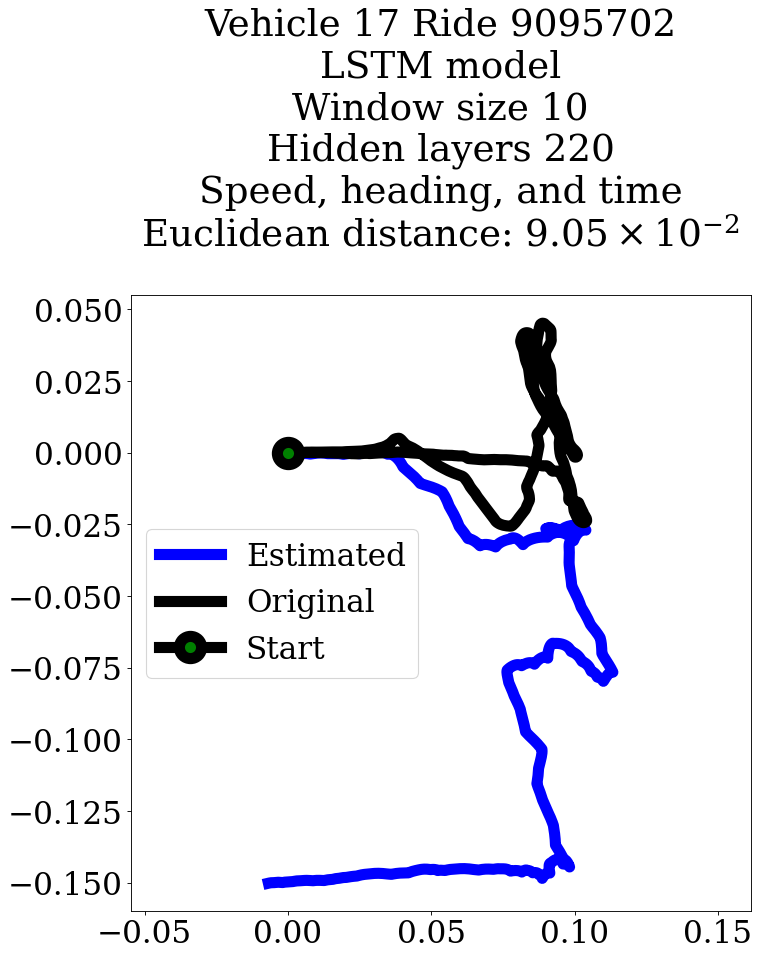 Vehicle 17 Ride 9095702
LSTM model
Window size 10
Hidden layers 220
Speed, heading, and time
Euclidean distance: 9.05 × 10⁻²
0.050
0.025
0.000
−0.025
−0.050
−0.075
−0.100
−0.125
−0.150
Estimated
Original
Start
−0.05 0.00 0.05 0.10 0.15